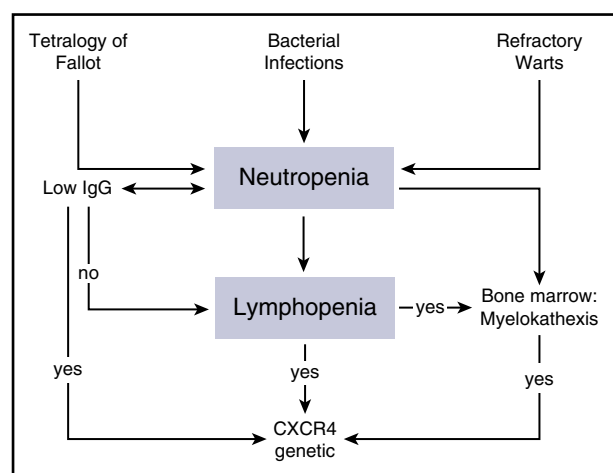 Tetralogy of
Fallot
Bacterial
Infections
Refractory
Warts
Neutropenia
Low IgG
no
Lymphopenia
yes
Bone marrow:
Myelokathexis
yes
yes
yes
CXCR4
genetic